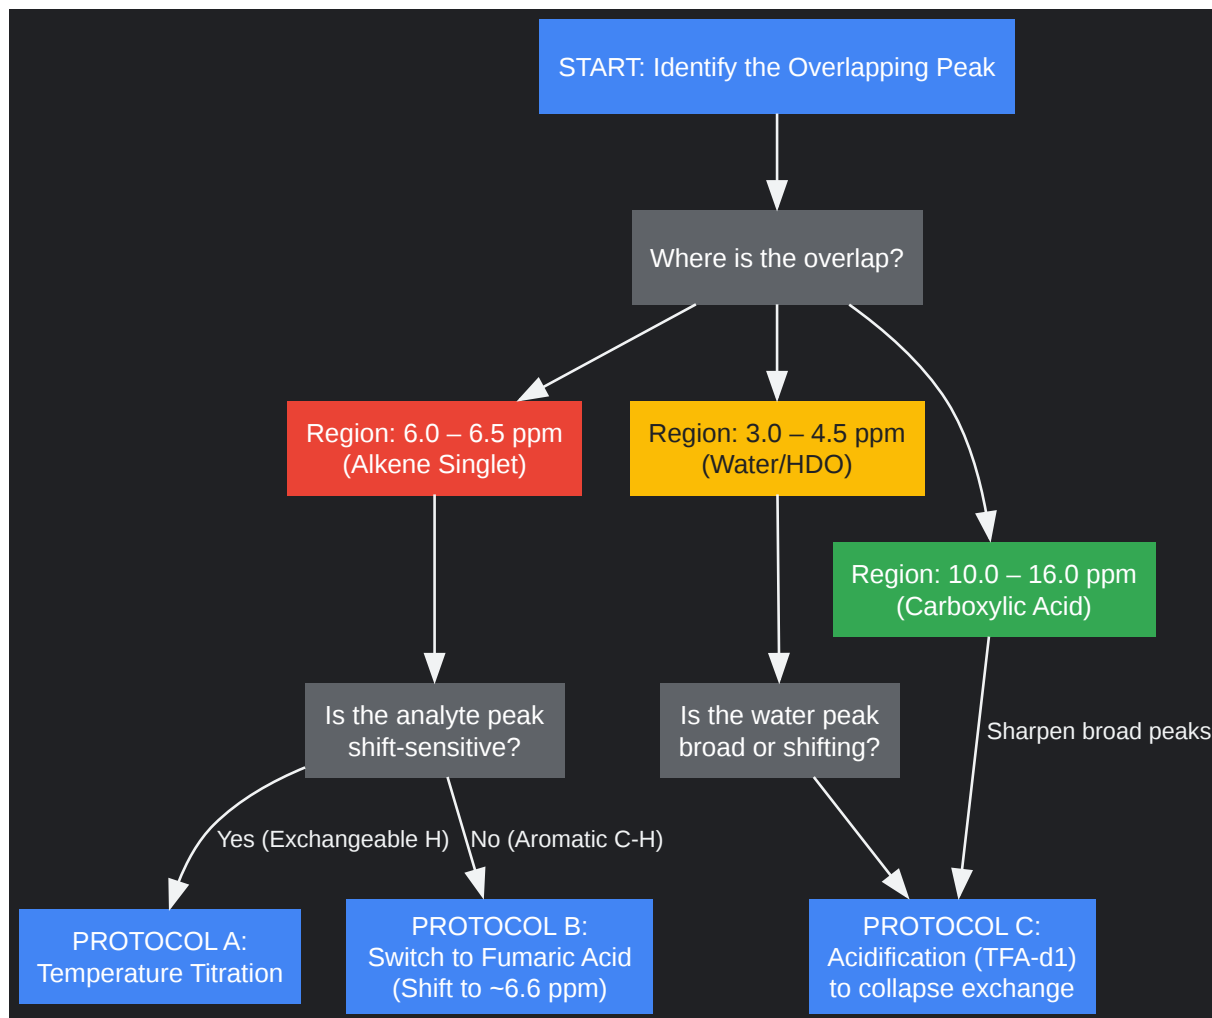 START: Identify the Overlapping Peak
Where is the overlap?
Region: 6.0 – 6.5 ppm
(Alkene Singlet)
Region: 3.0 – 4.5 ppm
(Water/HDO)
Region: 10.0 – 16.0 ppm
(Carboxylic Acid)
Is the analyte peak
shift-sensitive?
Is the water peak
broad or shifting?
Sharpen broad peaks
Yes (Exchangeable H)
No (Aromatic C-H)
PROTOCOL A:
Temperature Titration
PROTOCOL B:
Switch to Fumaric Acid
(Shift to ~6.6 ppm)
PROTOCOL C:
Acidification (TFA-d1)
to collapse exchange